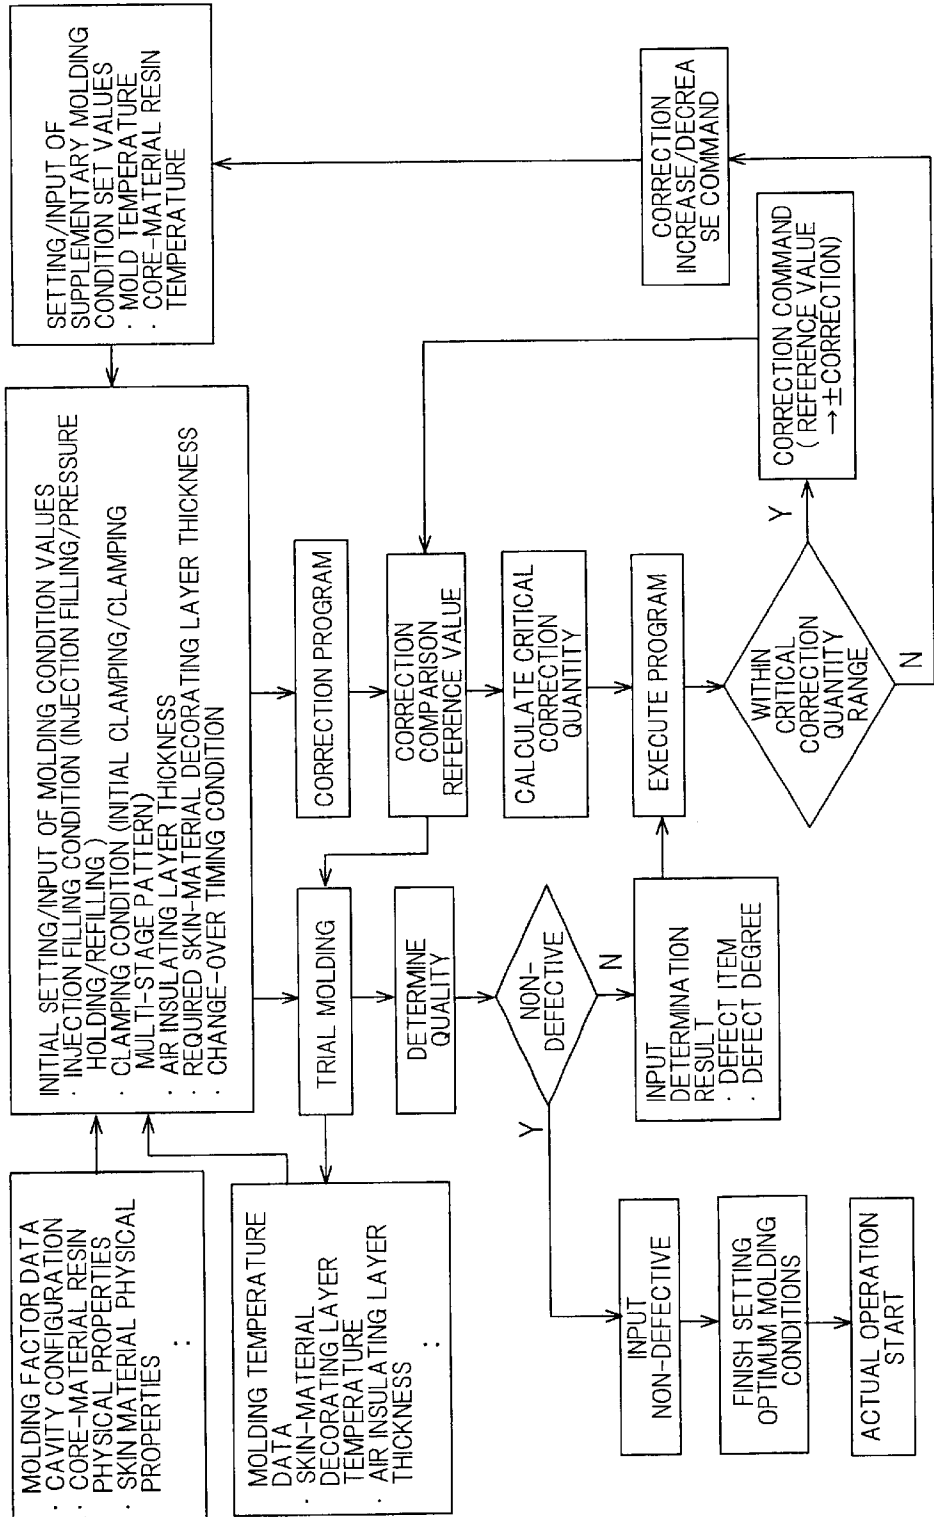 MOLDING FACTOR DATA
· CAVITY CONFIGURATION
· CORE-MATERIAL RESIN
PHYSICAL PROPERTIES
· SKIN MATERIAL PHYSICAL
PROPERTIES
:
INITIAL SETTING/INPUT OF MOLDING CONDITION VALUES
· INJECTION FILLING CONDITION (INJECTION FILLING/PRESSURE
HOLDING/REFILLING)
· CLAMPING CONDITION (INITIAL CLAMPING/CLAMPING
MULTI-STAGE PATTERN)
· AIR INSULATING LAYER THICKNESS
· REQUIRED SKIN-MATERIAL DECORATING LAYER THICKNESS
· CHANGE-OVER TIMING CONDITION
SETTING/INPUT OF
SUPPLEMENTARY MOLDING
CONDITION SET VALUES
· MOLD TEMPERATURE
· CORE-MATERIAL RESIN
TEMPERATURE
MOLDING TEMPERATURE
DATA
· SKIN-MATERIAL
DECORATING LAYER
TEMPERATURE
· AIR INSULATING LAYER
THICKNESS
:
TRIAL MOLDING
CORRECTION PROGRAM
DETERMINE
QUALITY
CORRECTION
COMPARISON
REFERENCE VALUE
NON-
DEFECTIVE
Y
N
CALCULATE CRITICAL
CORRECTION
QUANTITY
INPUT
DETERMINATION
RESULT
· DEFECT ITEM
· DEFECT DEGREE
EXECUTE PROGRAM
WITHIN
CRITICAL
CORRECTION
QUANTITY
RANGE
Y
N
CORRECTION COMMAND
( REFERENCE VALUE
→±CORRECTION)
CORRECTION
INCREASE/DECREA
SE COMMAND
INPUT
NON-DEFECTIVE
FINISH SETTING
OPTIMUM MOLDING
CONDITIONS
ACTUAL OPERATION
START